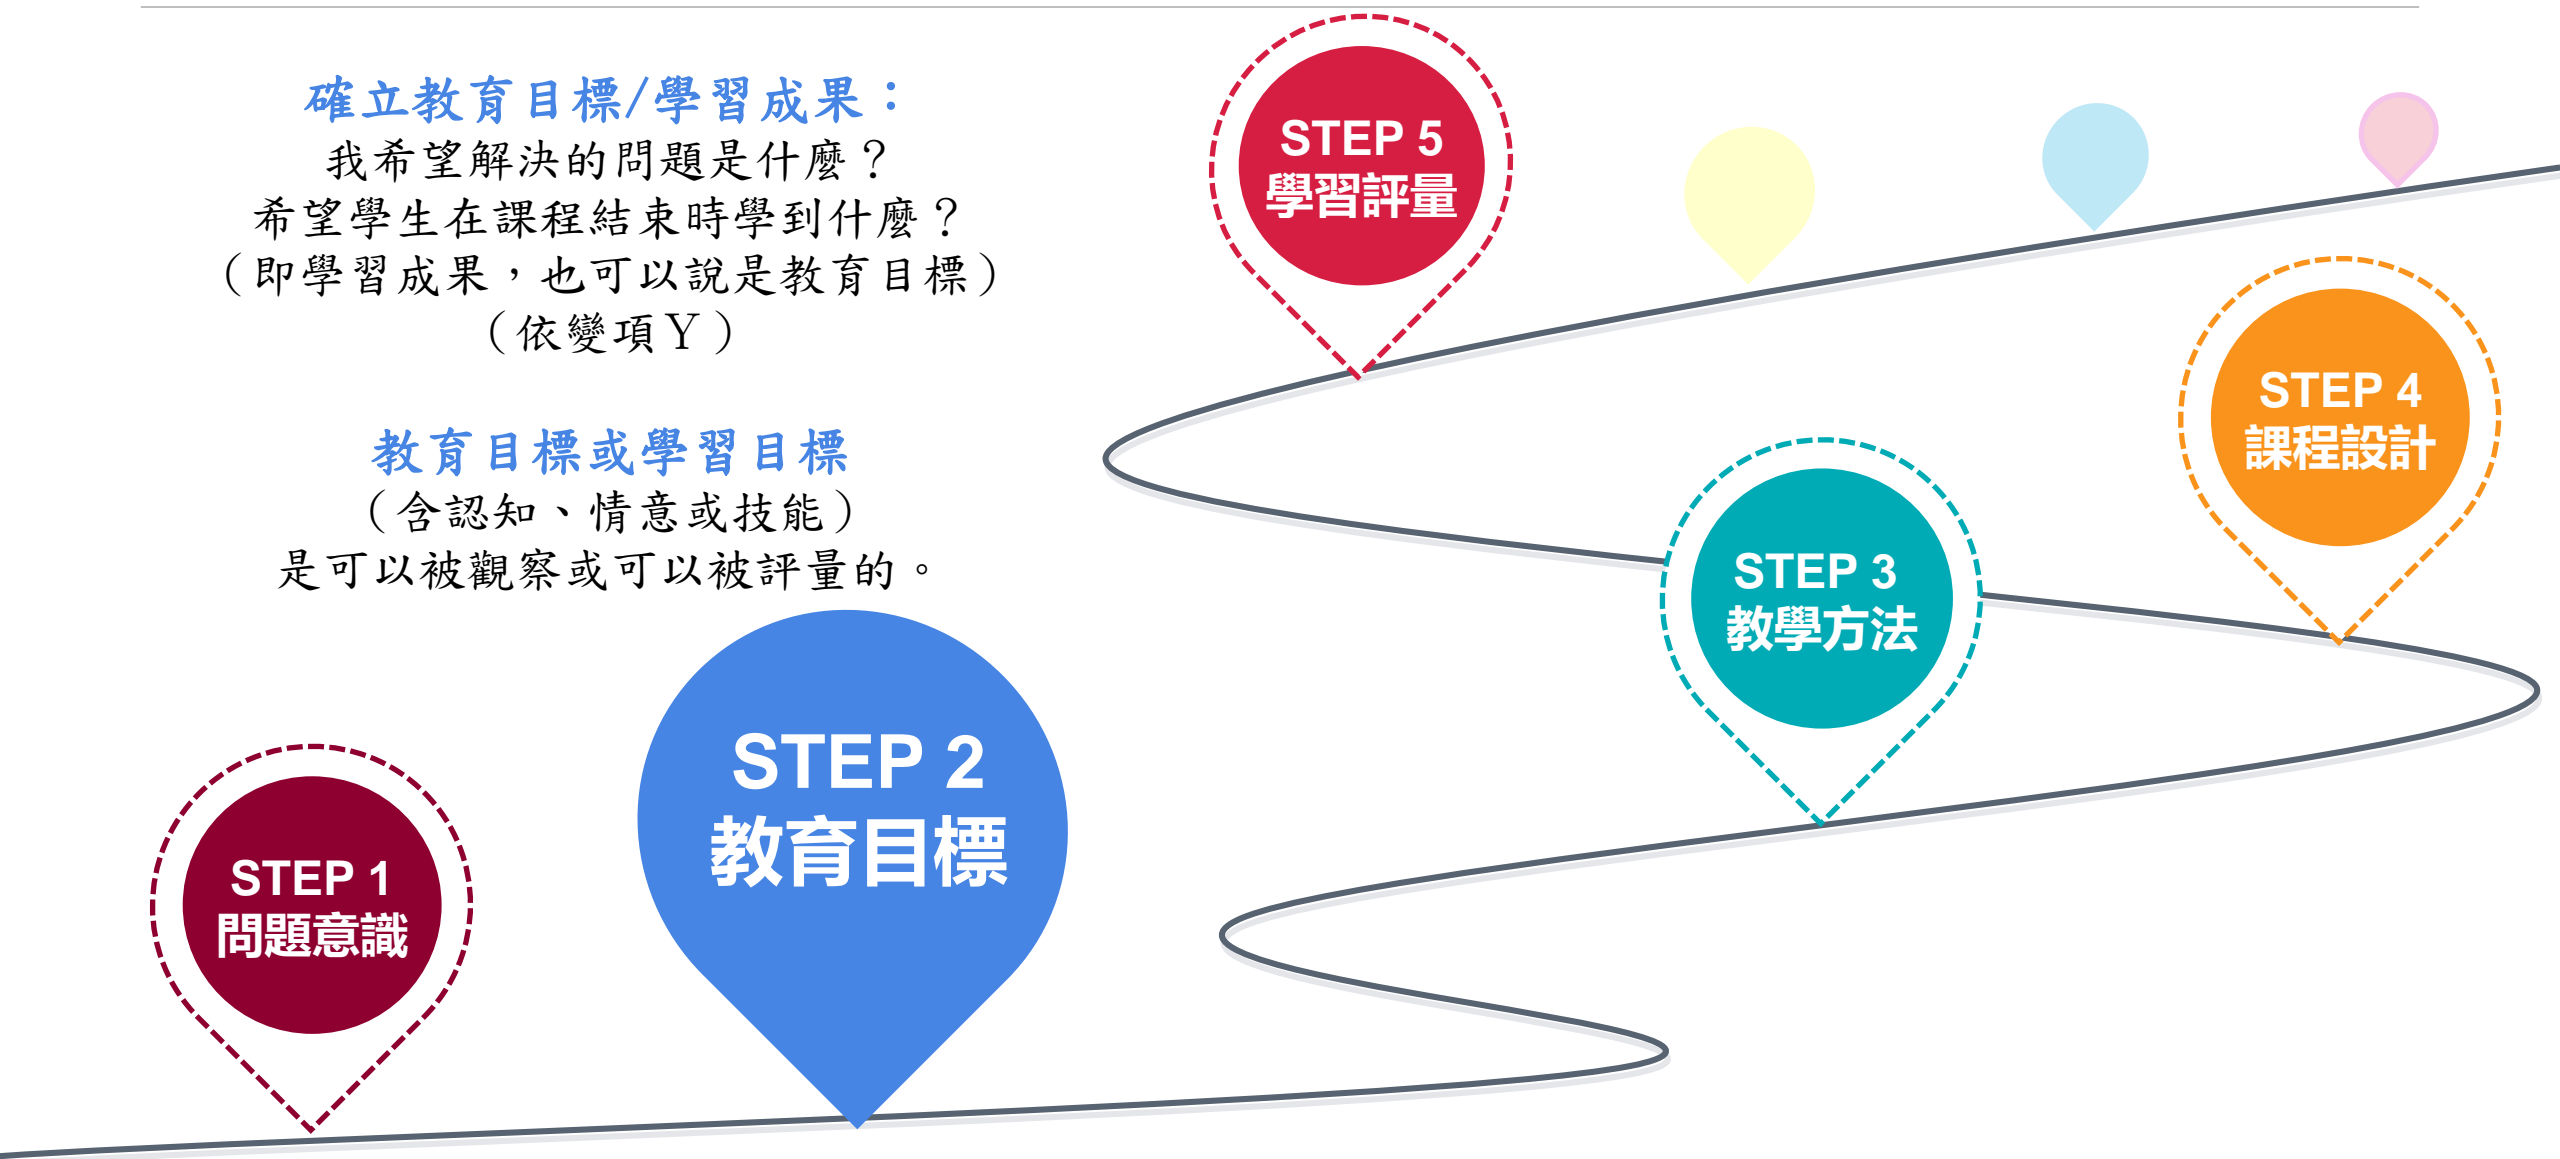 確立教育目標/學習成果：
我希望解決的問題是什麼？
希望學生在課程結束時學到什麼？
（即學習成果，也可以說是教育目標）
（依變項Ｙ）
教育目標或學習目標
（含認知、情意或技能）
是可以被觀察或可以被評量的。
STEP 1
問題意識
STEP 2
教育目標
STEP 3
教學方法
STEP 4
課程設計
STEP 5
學習評量